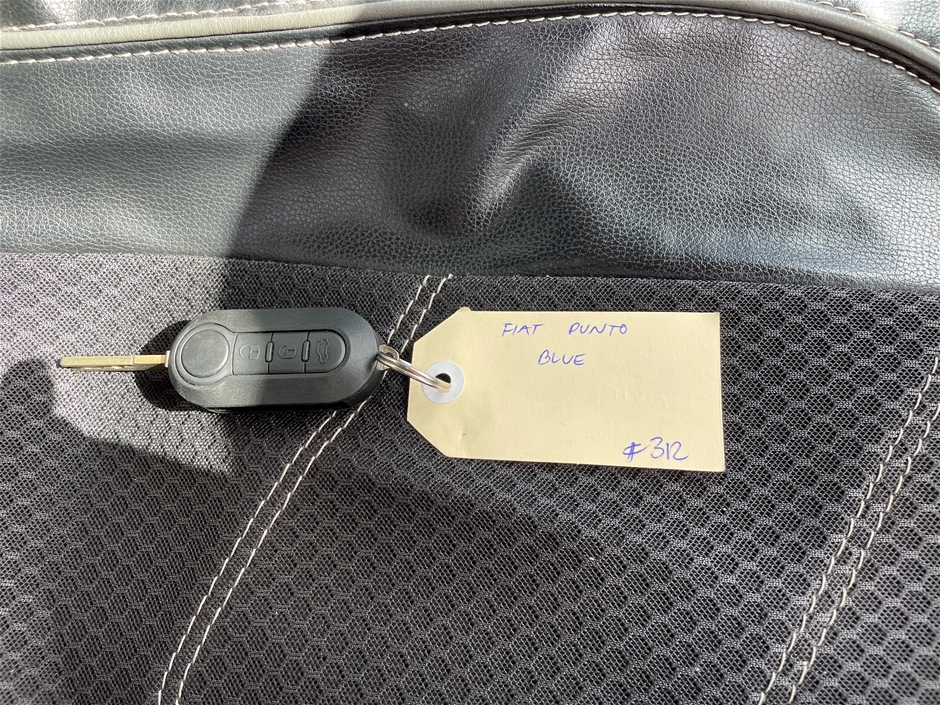 FIAT PUNTO
BLUE
#312